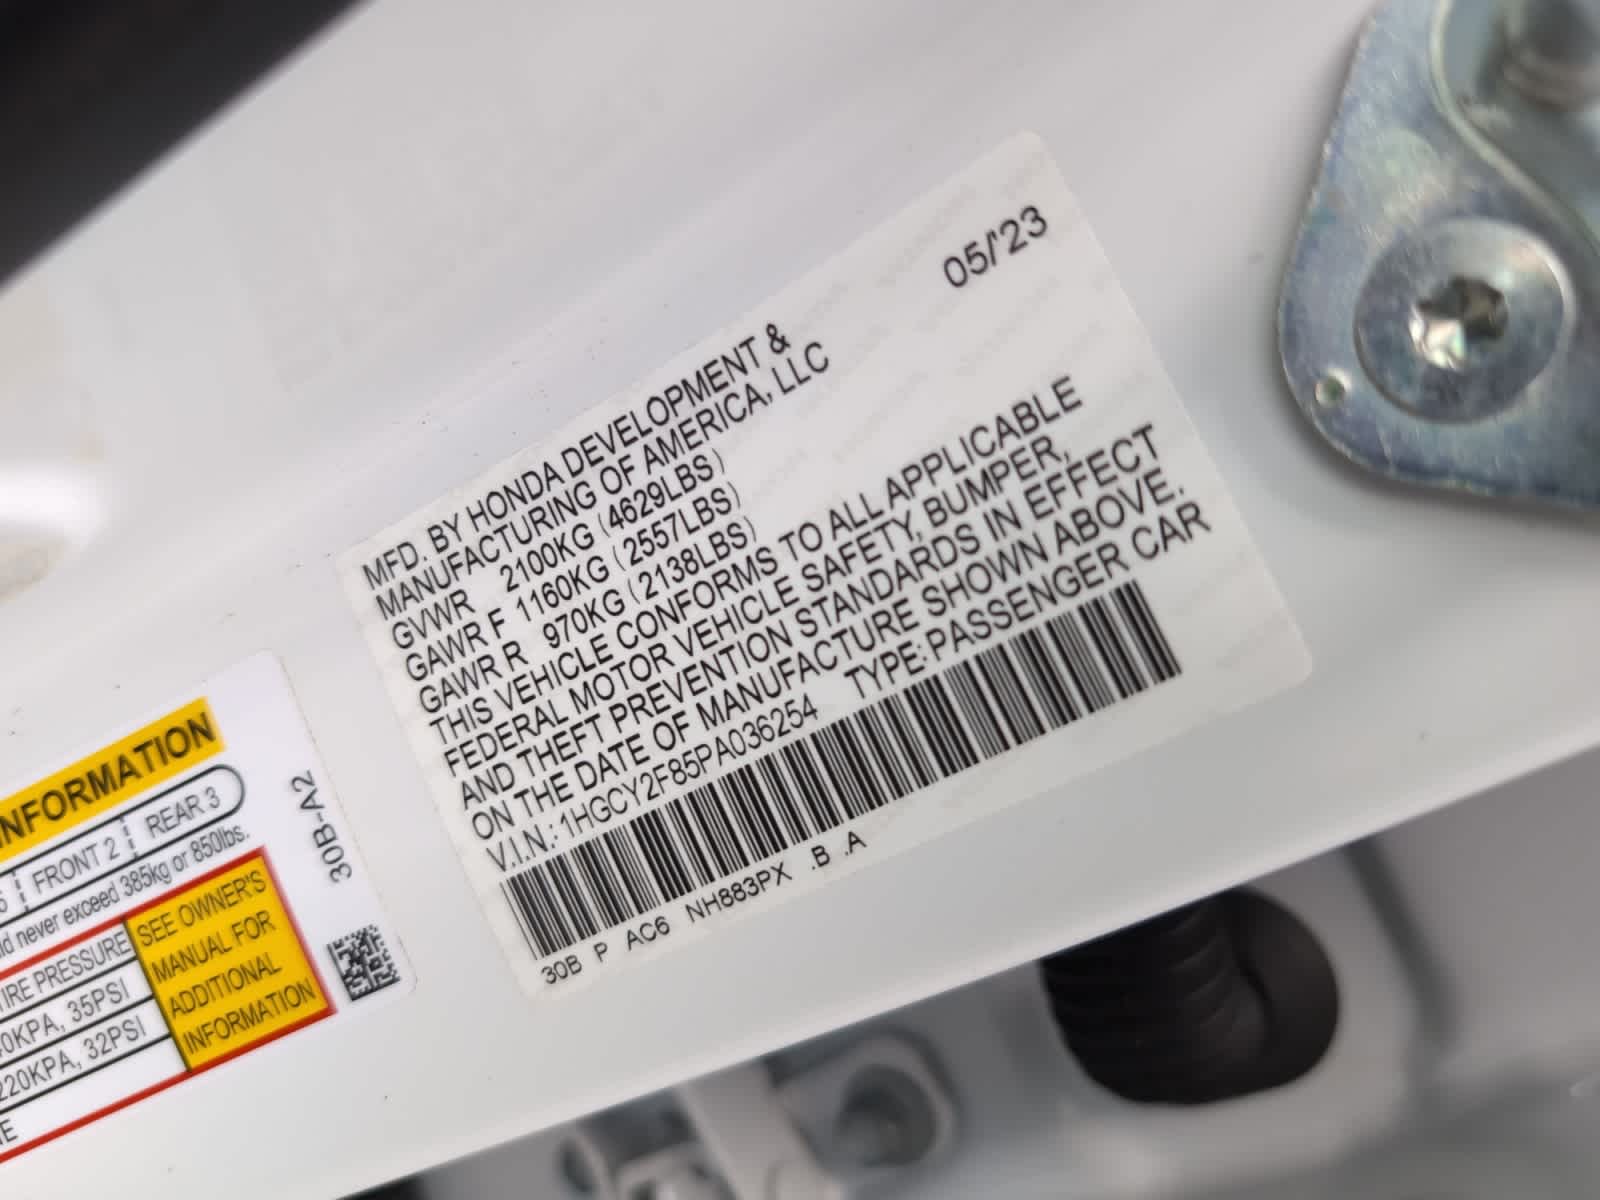 05/'23
MFD. BY HONDA DEVELOPMENT &
MANUFACTURING OF AMERICA, LLC
GVWR 2100KG (4629LBS)
GAWR F 1160KG (2557LBS)
GAWR R 970KG (2138LBS)
THIS VEHICLE CONFORMS TO ALL APPLICABLE
FEDERAL MOTOR VEHICLE SAFETY, BUMPER,
AND THEFT PREVENTION STANDARDS IN EFFECT
ON THE DATE OF MANUFACTURE SHOWN ABOVE.
V.I.N.: 1HGCY2F85PA036254 TYPE: PASSENGER CAR
30B P AC6 NH883PX .B .A
INFORMATION
FRONT 2 REAR 3
never exceed 385kg or 850lbs.
TIRE PRESSURE
35PSI
220KPA, 32PSI
SEE OWNER'S
MANUAL FOR
ADDITIONAL
INFORMATION
30B-A2